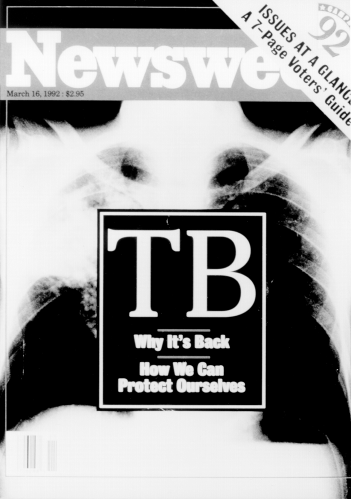 ISSUES AT A GLANCE
A 7-Page Voters' Guide
92
Newswee
March 16, 1992 : $2.95
TB
Why It's Back
How We Can
Protect Ourselves